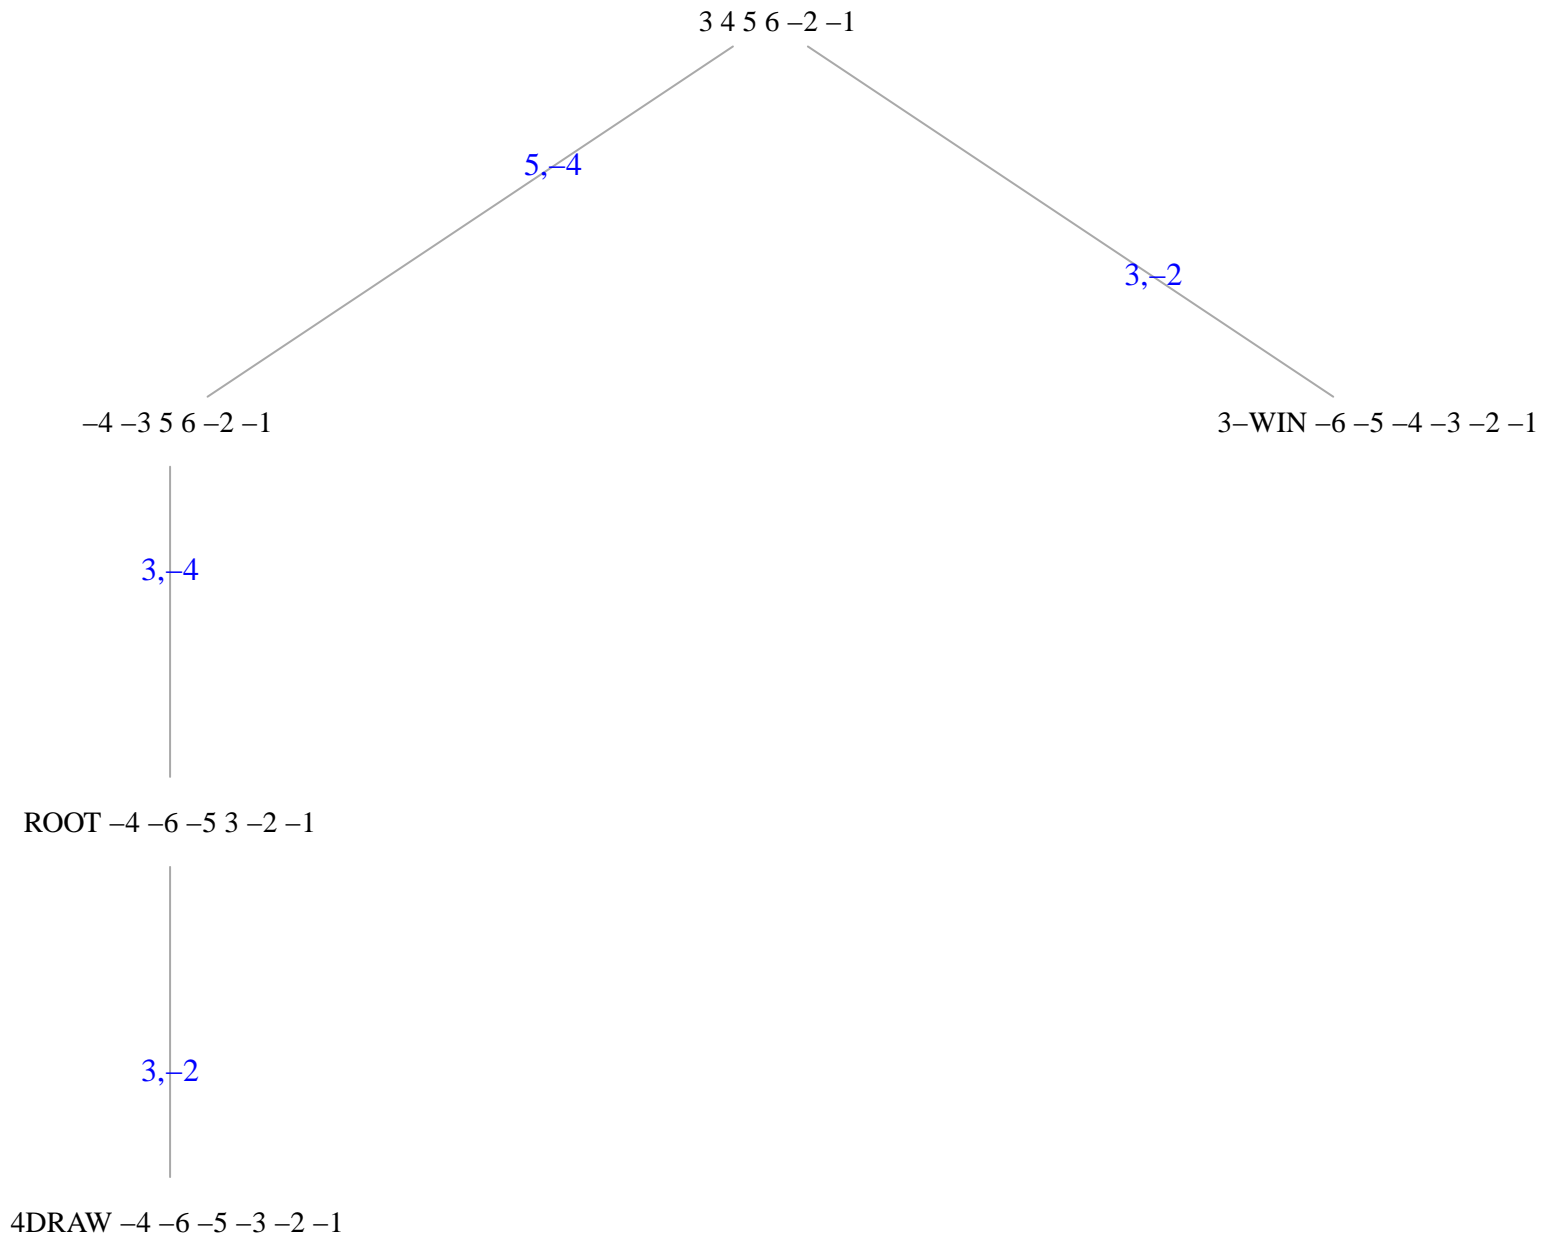 3 4 5 6 –2 –1
5,–4
3,–2
–4 –3 5 6 –2 –1
3–WIN –6 –5 –4 –3 –2 –1
3,–4
ROOT –4 –6 –5 3 –2 –1
3,–2
4DRAW –4 –6 –5 –3 –2 –1